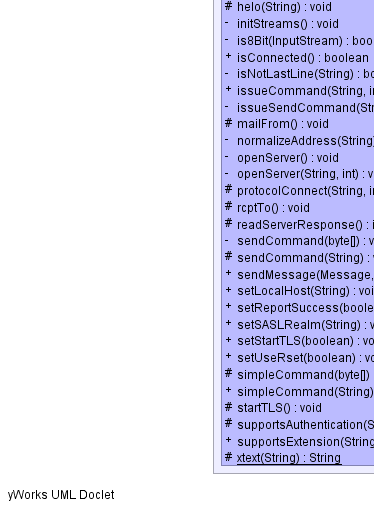 # helo(String) : void
- initStreams() : void
- is8Bit(InputStream) : boo
+ isConnected() : boolean
- isNotLastLine(String) : bo
+ issueCommand(String, in
- issueSendCommand(Str
# mailFrom() : void
- normalizeAddress(String)
- openServer() : void
- openServer(String, int) : v
# protocolConnect(String, in
# rcptTo() : void
# readServerResponse() : i
- sendCommand(byte[]) : v
# sendCommand(String) : v
+ sendMessage(Message,
+ setLocalHost(String) : voi
+ setReportSuccess(boole
+ setSASLRealm(String) : v
+ setStartTLS(boolean) : vo
+ setUseRset(boolean) : vo
# simpleCommand(byte[])
+ simpleCommand(String)
# startTLS() : void
# supportsAuthentication(S
+ supportsExtension(String
# xtext(String) : String
yWorks UML Doclet